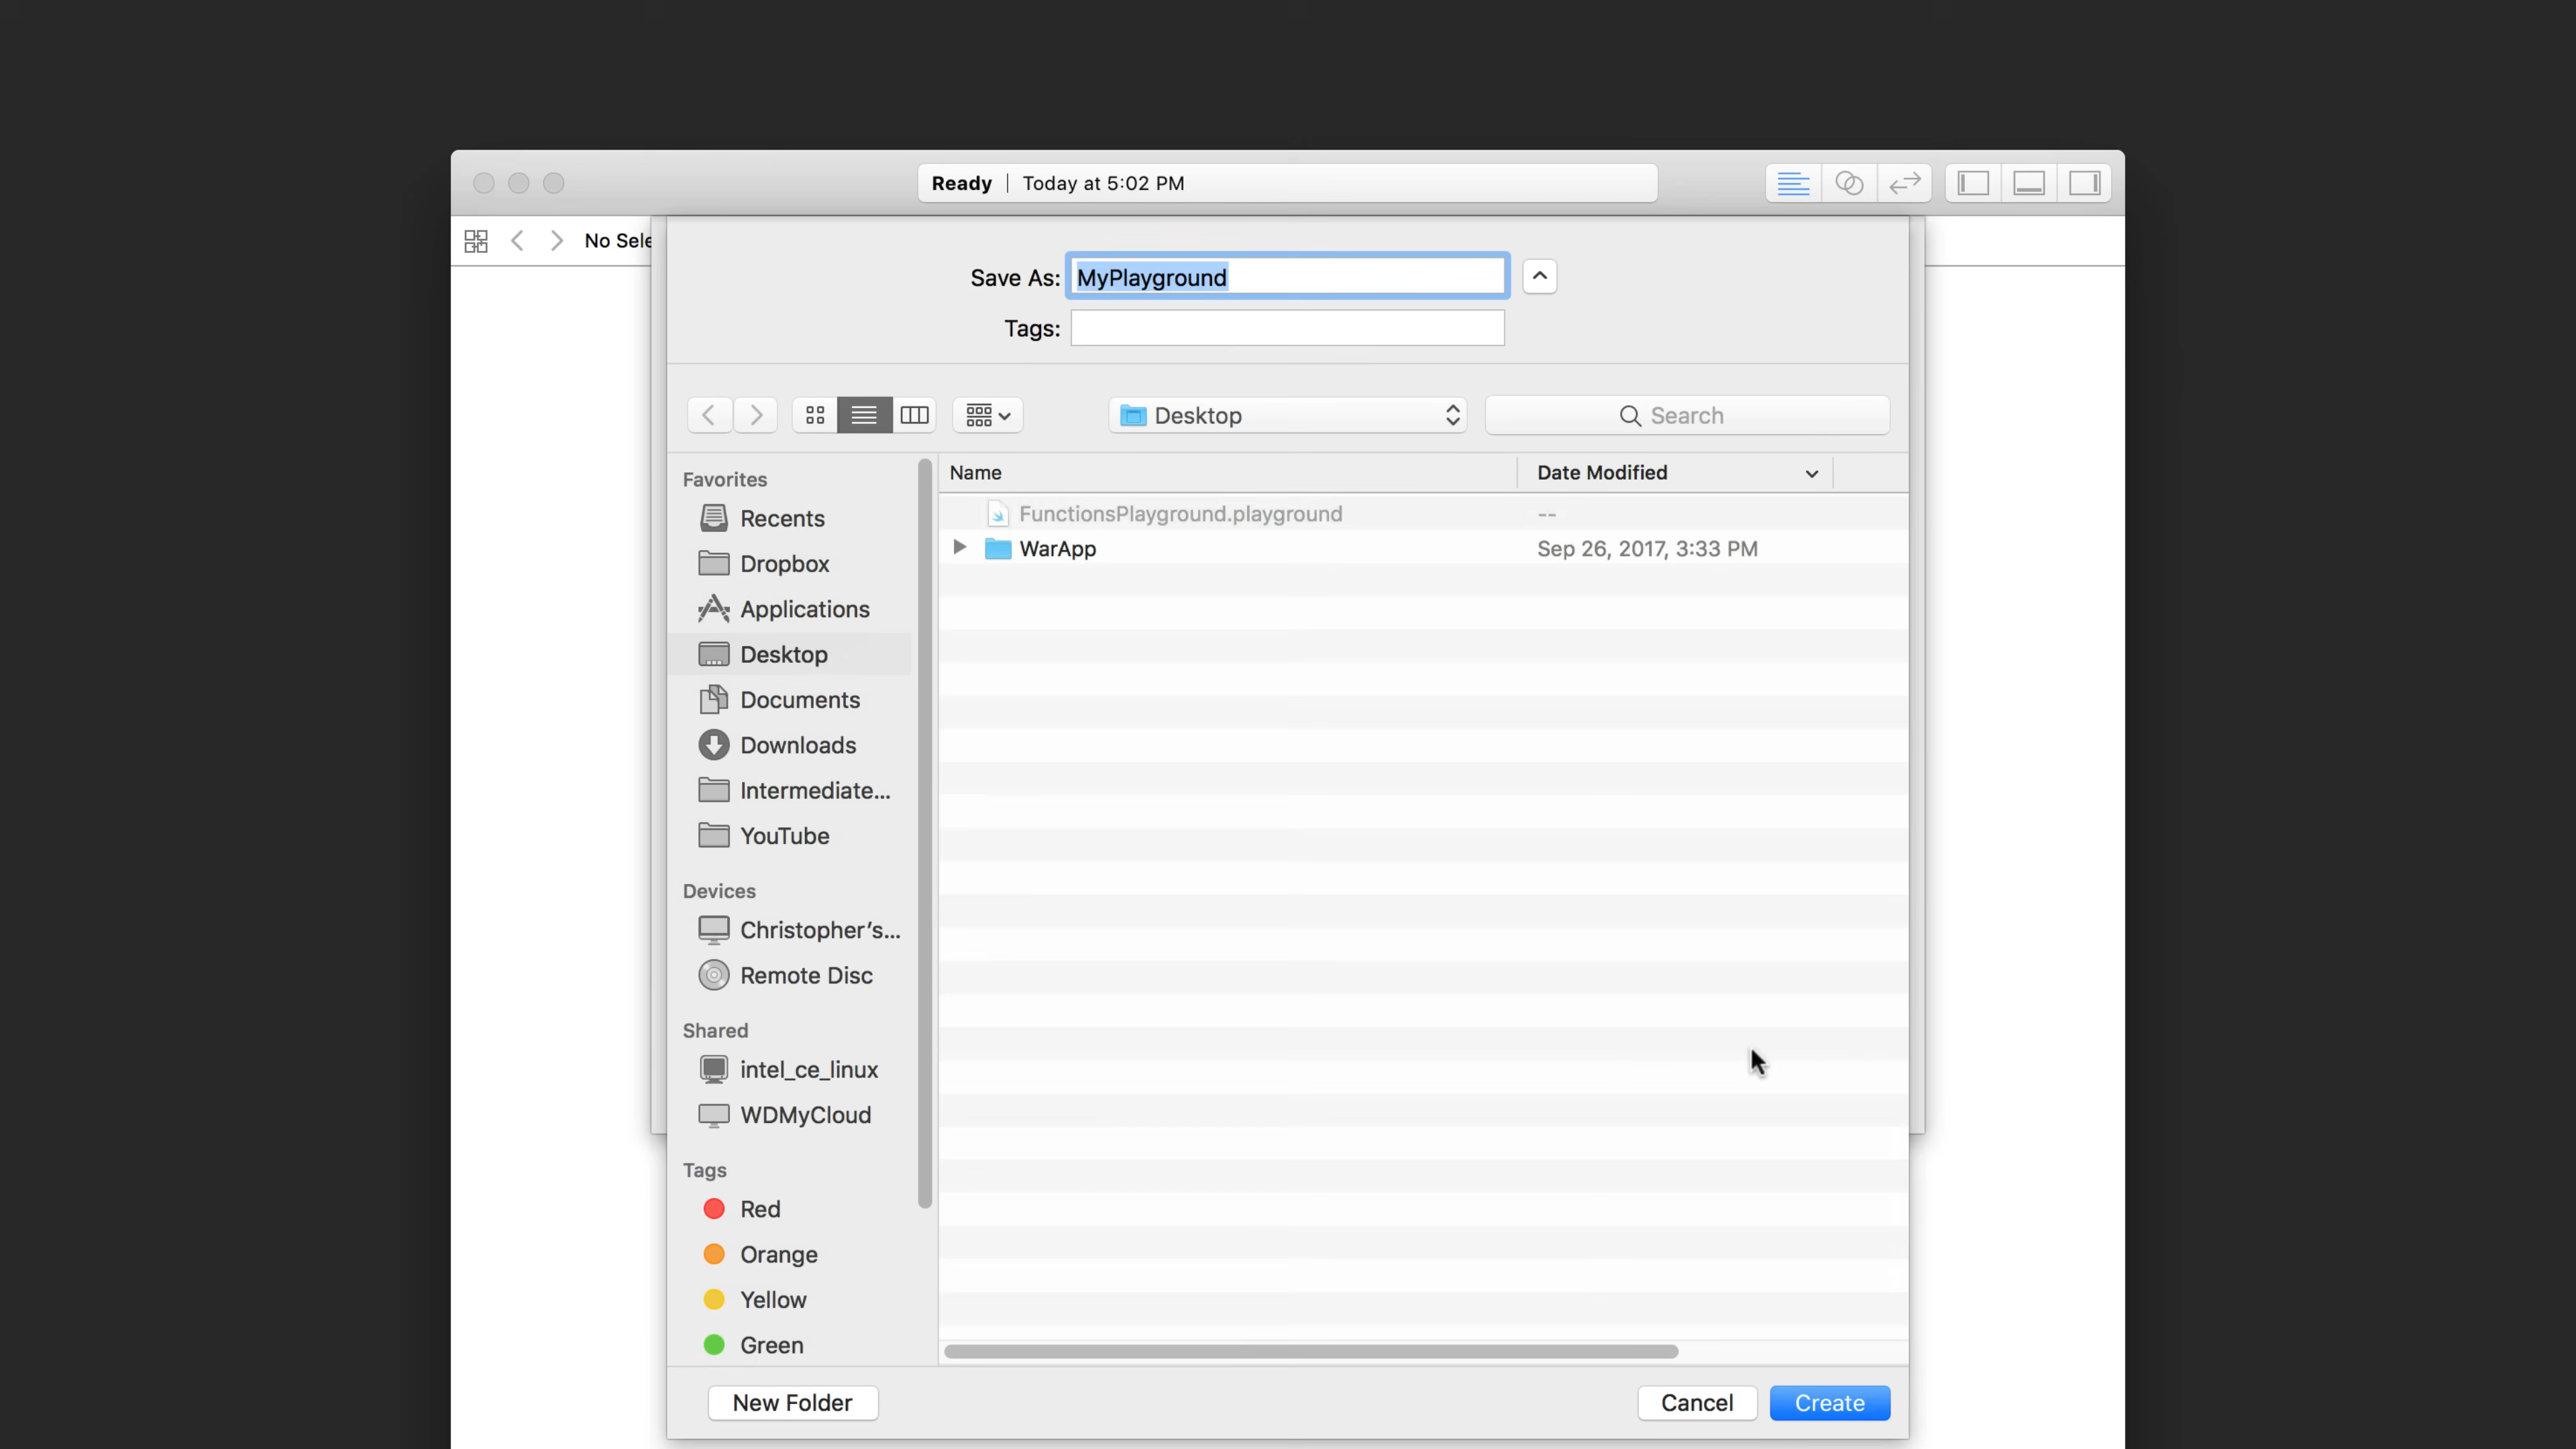 Ready | Today at 5:02 PM
No Sele
Save As: MyPlayground
Tags:
Desktop
Search
Favorites
Recents
Dropbox
Applications
Desktop
Documents
Downloads
Intermediate...
YouTube
Devices
Christopher's...
Remote Disc
Shared
intel_ce_linux
WDMyCloud
Tags
Red
Orange
Yellow
Green
Name Date Modified
FunctionsPlayground.playground --
WarApp Sep 26, 2017, 3:33 PM
New Folder Cancel Create